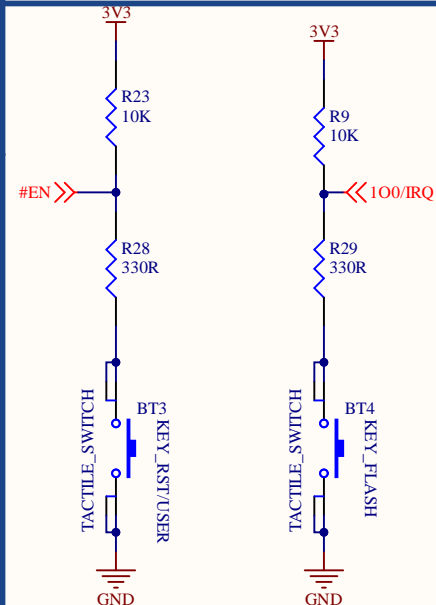 3V3
R23
10K
#EN
R28
330R
TACTILE_SWITCH
BT3
KEY_RST/USER
GND
3V3
R9
10K
1O0/IRQ
R29
330R
TACTILE_SWITCH
BT4
KEY_FLASH
GND